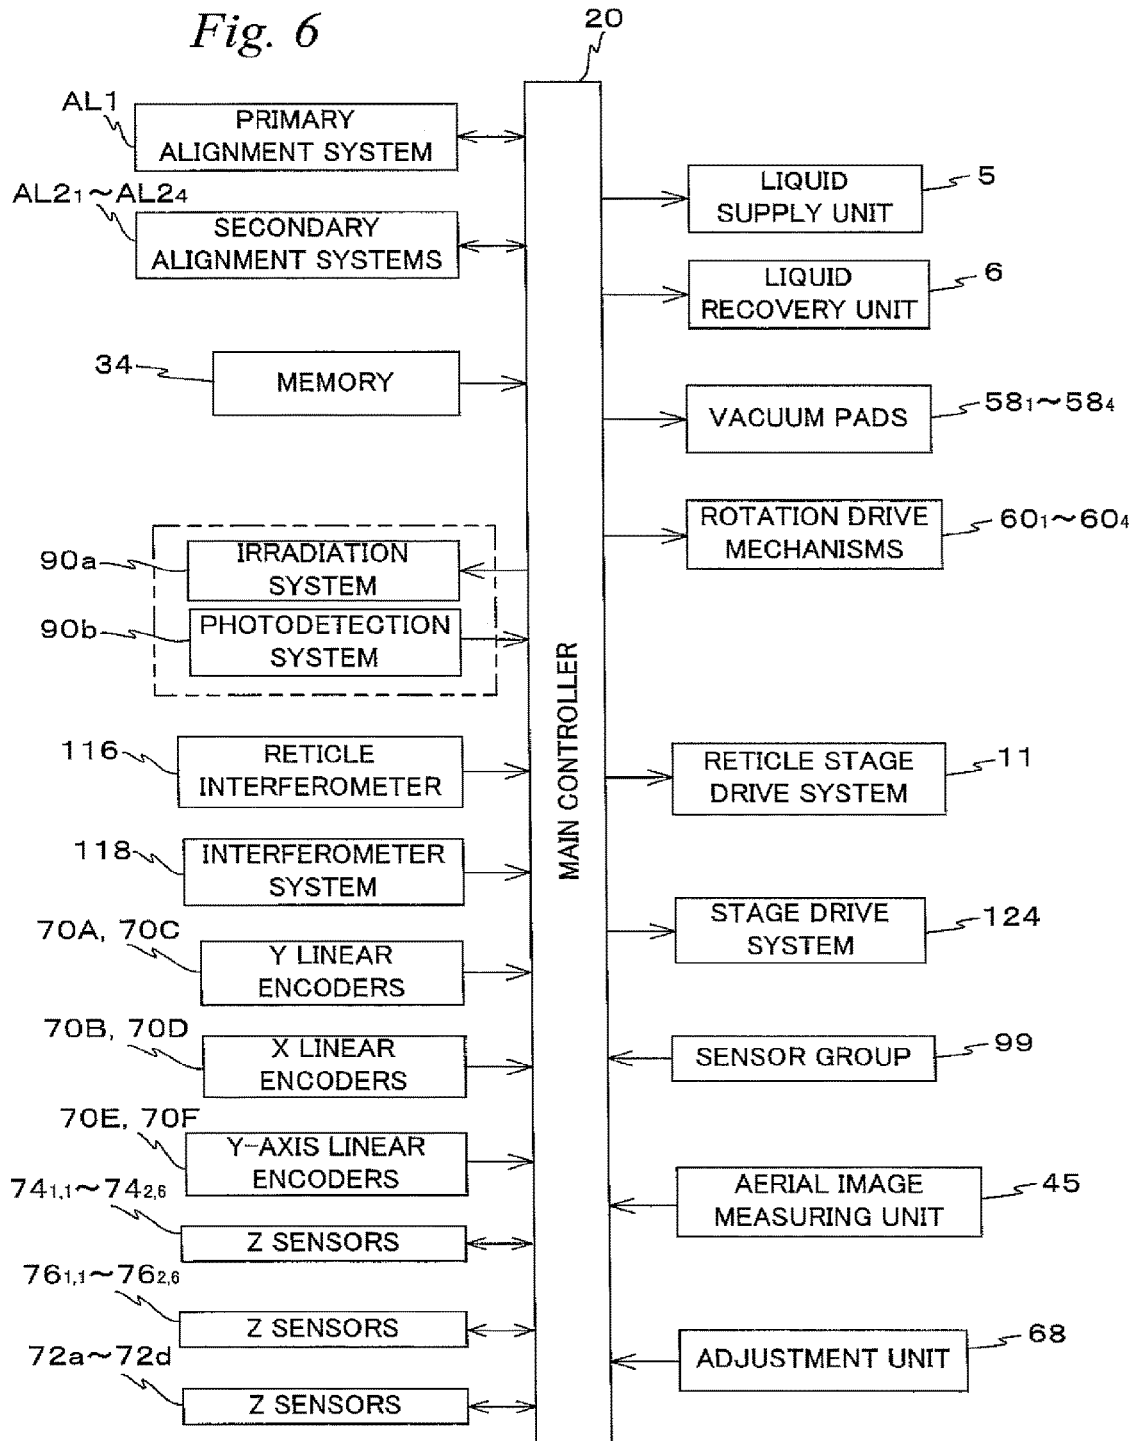 Fig. 6
20
AL1
PRIMARY
ALIGNMENT SYSTEM
AL2₁～AL2₄
SECONDARY
ALIGNMENT SYSTEMS
34
MEMORY
90a
IRRADIATION
SYSTEM
90b
PHOTODETECTION
SYSTEM
116
RETICLE
INTERFEROMETER
118
INTERFEROMETER
SYSTEM
70A, 70C
Y LINEAR
ENCODERS
70B, 70D
X LINEAR
ENCODERS
70E, 70F
Y-AXIS LINEAR
ENCODERS
74₁,₁～74₂,₆
Z SENSORS
76₁,₁～76₂,₆
Z SENSORS
72a～72d
Z SENSORS
MAIN CONTROLLER
LIQUID
SUPPLY UNIT
5
LIQUID
RECOVERY UNIT
6
VACUUM PADS
58₁～58₄
ROTATION DRIVE
MECHANISMS
60₁～60₄
RETICLE STAGE
DRIVE SYSTEM
11
STAGE DRIVE
SYSTEM
124
SENSOR GROUP
99
AERIAL IMAGE
MEASURING UNIT
45
ADJUSTMENT UNIT
68